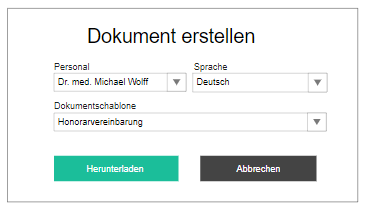 Dokument erstellen
Personal Sprache
Dr. med. Michael Wolff Deutsch
Dokumentschablone
Honorarvereinbarung
Herunterladen Abbrechen